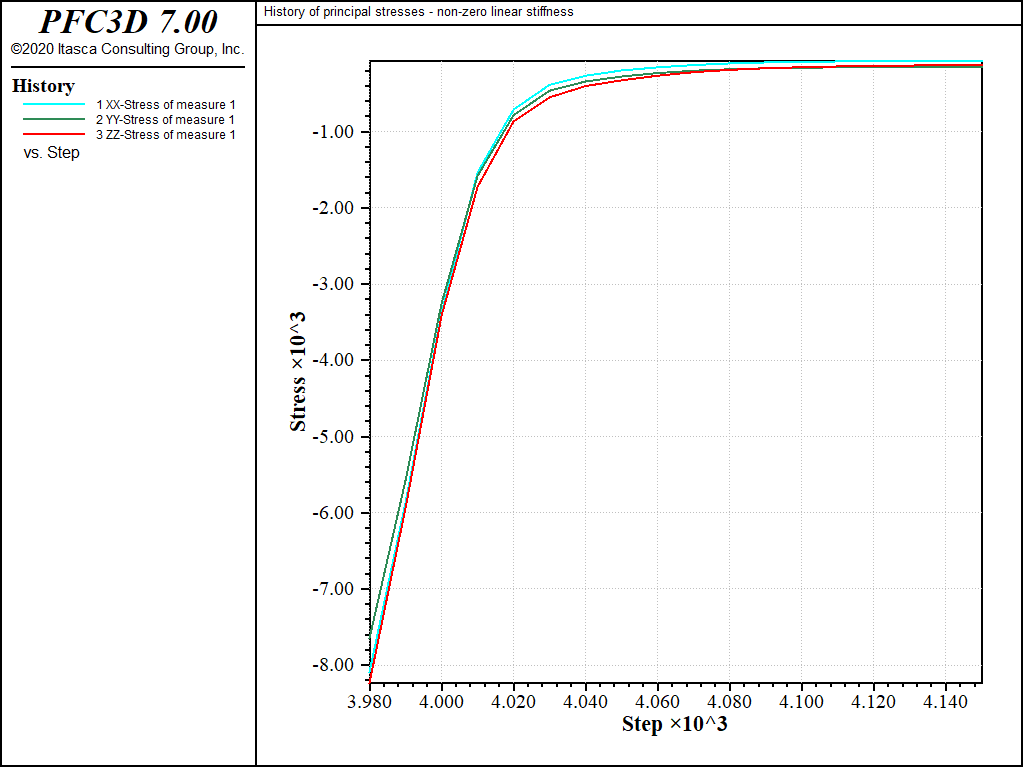 PFC3D 7.00
©2020 Itasca Consulting Group, Inc.
History
1 XX-Stress of measure 1
2 YY-Stress of measure 1
3 ZZ-Stress of measure 1
vs. Step
History of principal stresses - non-zero linear stiffness
-1.00
-2.00
-3.00
-4.00
-5.00
-6.00
-7.00
-8.00
Stress ×10^3
3.980 4.000 4.020 4.040 4.060 4.080 4.100 4.120 4.140
Step ×10^3